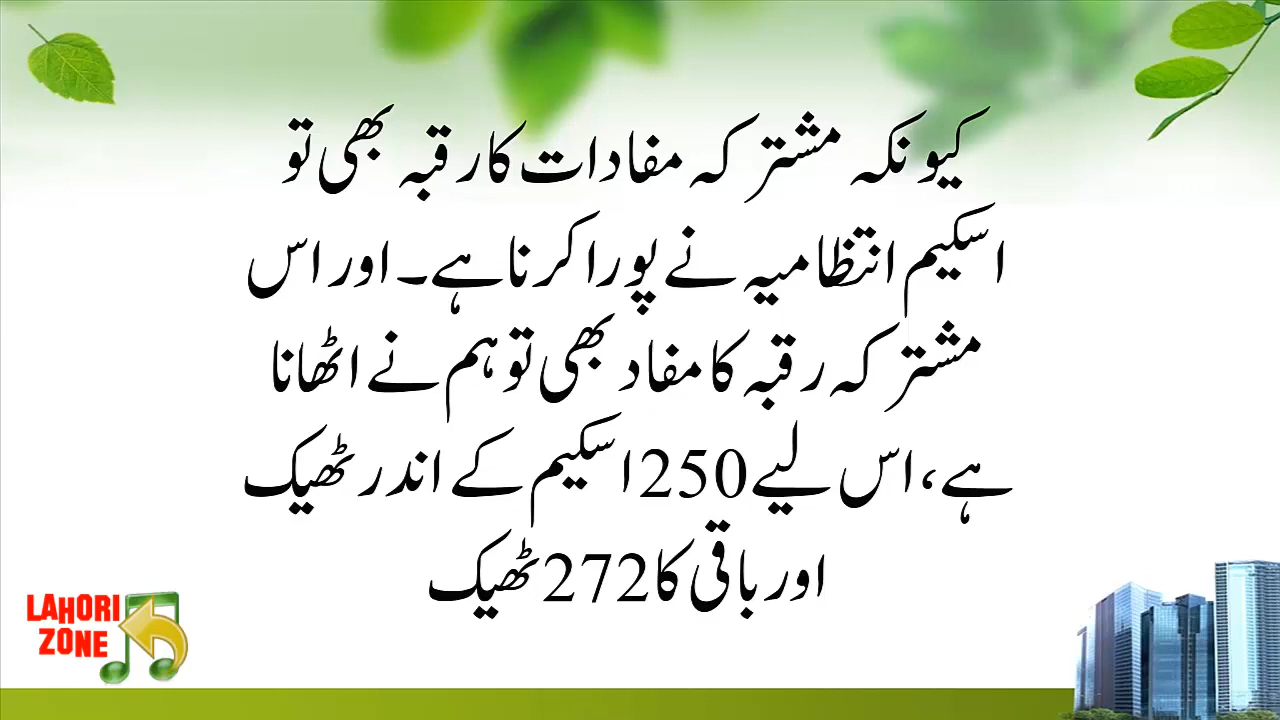 کیونکہ مشترکہ مفادات کا رقبہ بھی تو
اسکیم انتظامیہ نے پورا کرنا ہے۔ اور اس
مشترکہ رقبہ کا مفاد بھی تو ہم نے اٹھانا
ہے، اس لیے 250 اسکیم کے اندر ٹھیک
اور باقی کا 272 ٹھیک
LAHORI
ZONE